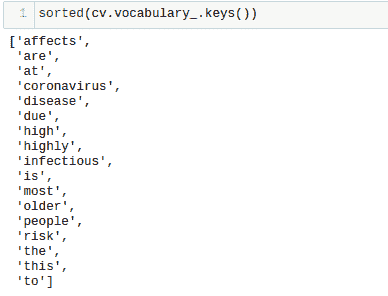 1 sorted(cv.vocabulary_.keys())
['affects',
'are',
'at',
'coronavirus',
'disease',
'due',
'high',
'highly',
'infectious',
'is',
'most',
'older',
'people',
'risk',
'the',
'this',
'to']